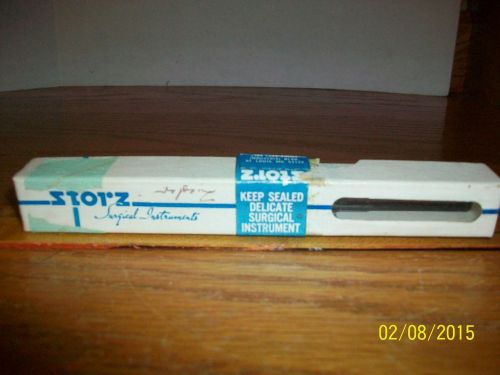 storz
Surgical Instruments
storz
KEEP SEALED
DELICATE
SURGICAL
INSTRUMENT
02/08/2015